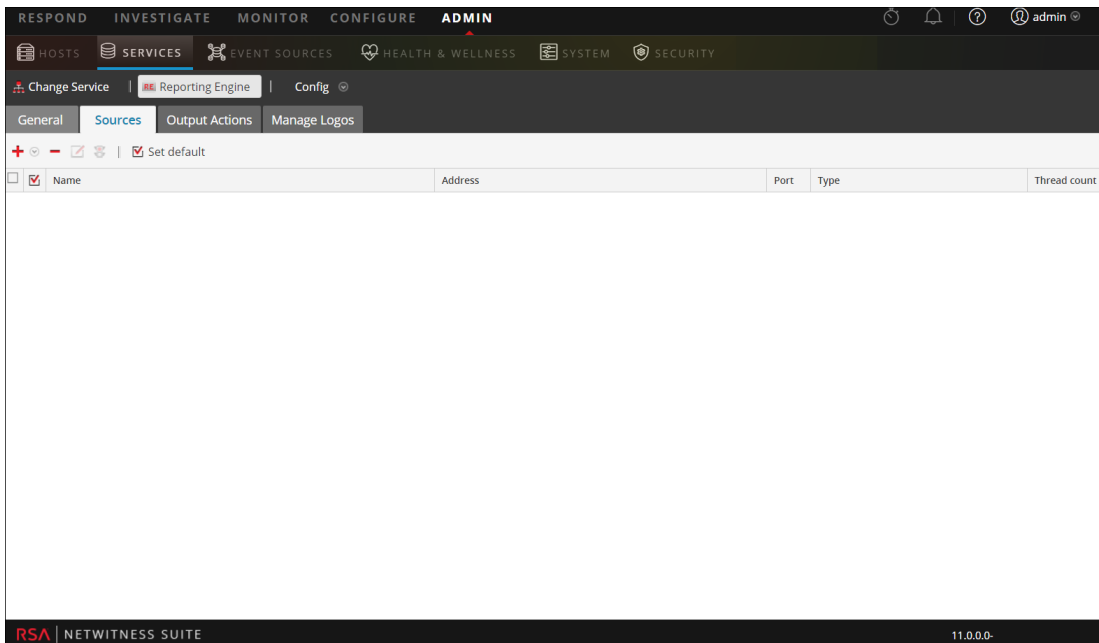 RESPOND INVESTIGATE MONITOR CONFIGURE ADMIN admin
HOSTS SERVICES EVENT SOURCES HEALTH & WELLNESS SYSTEM SECURITY
Change Service | RE Reporting Engine | Config
General Sources Output Actions Manage Logos
Set default
Name Address Port Type Thread count
RSA | NETWITNESS SUITE 11.0.0.0-